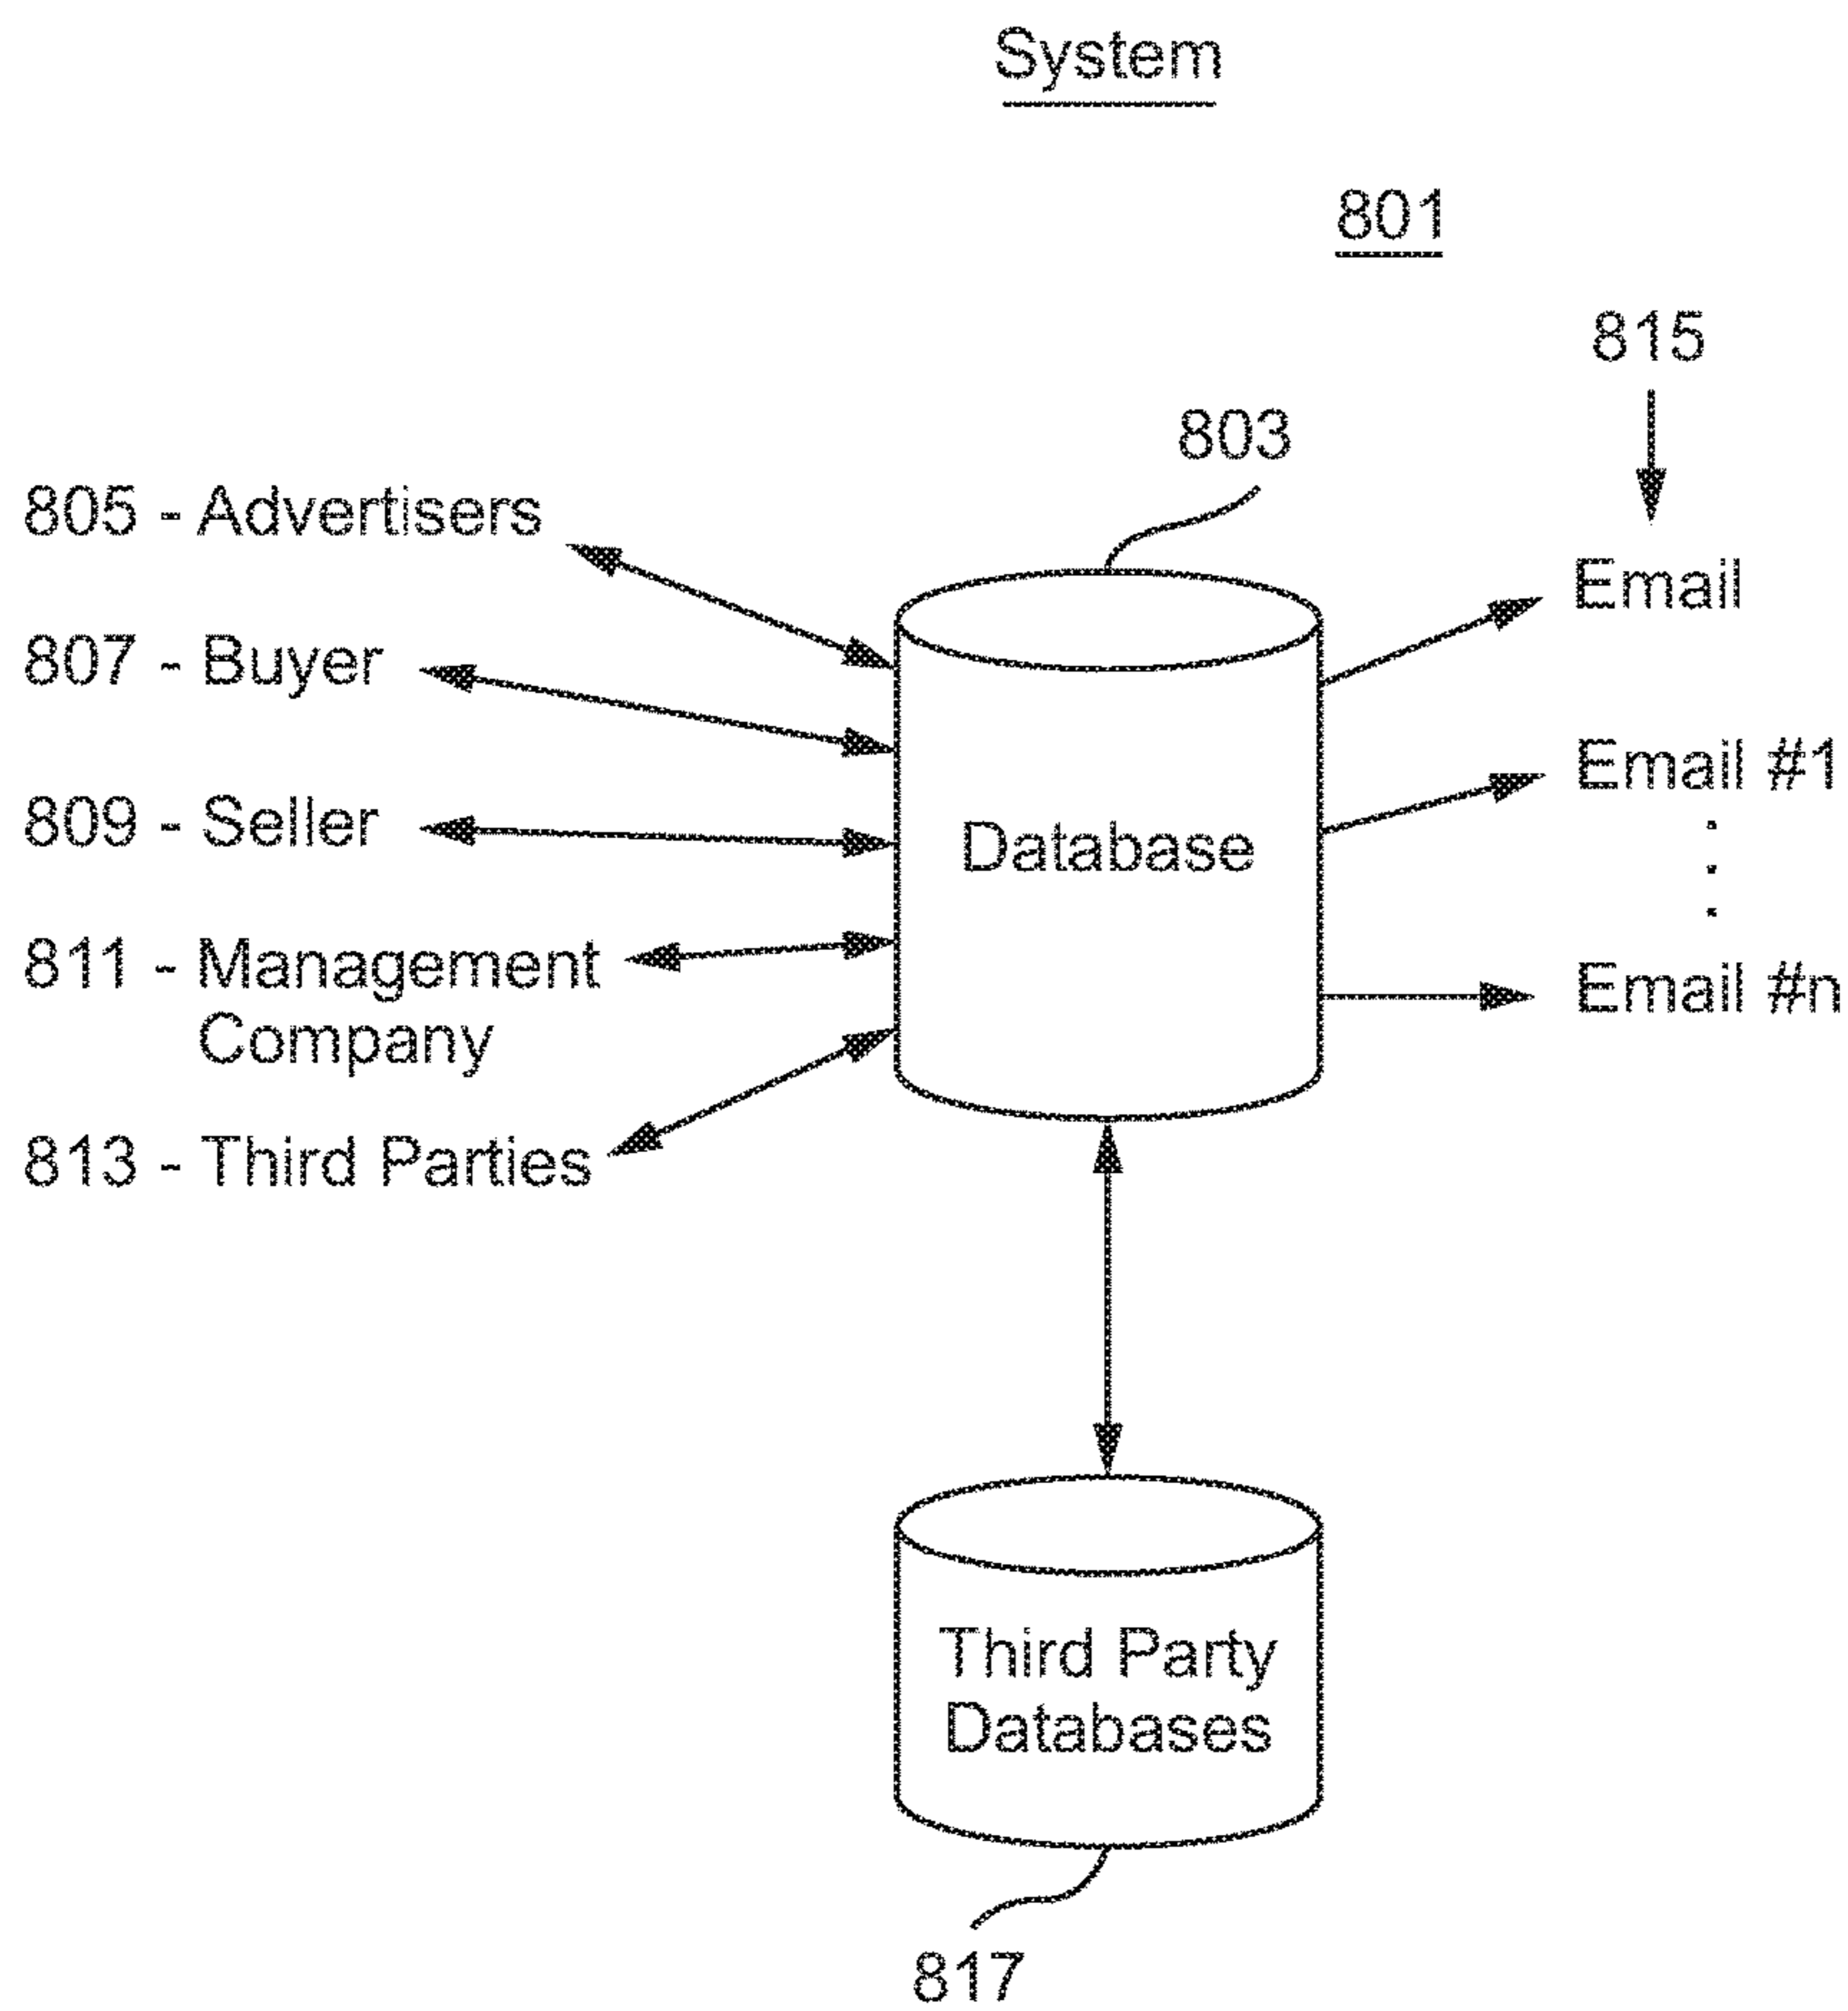 System
801
815
803
805 - Advertisers
Email
807 - Buyer
Email #1
809 - Seller
Database
811 - Management
Company
Email #n
813 - Third Parties
Third Party
Databases
817